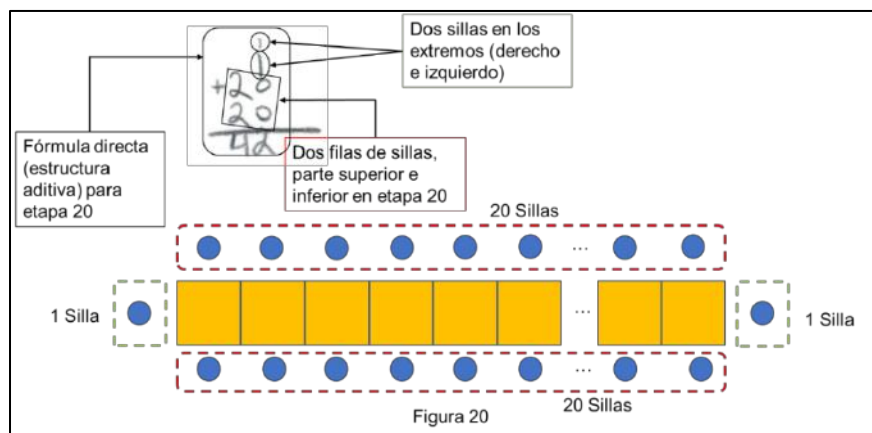 Dos sillas en los
extremos (derecho
e izquierdo)
1
1
+20
20
42
Fórmula directa
(estructura
aditiva) para
etapa 20
Dos filas de sillas,
parte superior e
inferior en etapa 20
20 Sillas
...
1 Silla
...
1 Silla
...
20 Sillas
Figura 20